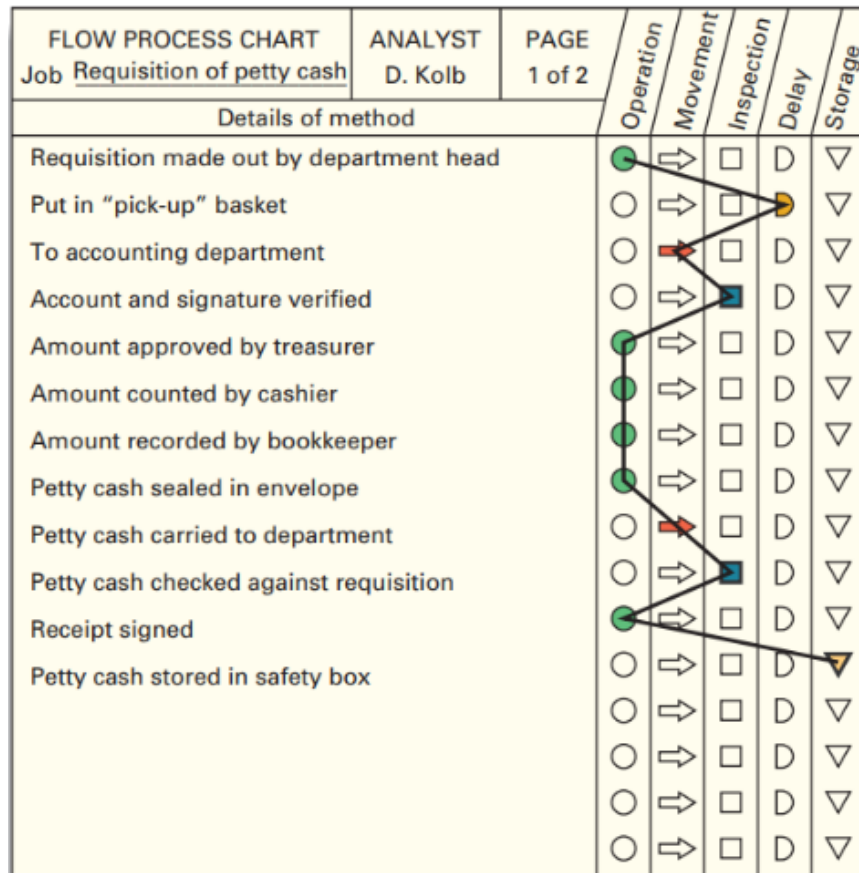 FLOW PROCESS CHART
Job Requisition of petty cash
ANALYST
D. Kolb
PAGE
1 of 2
Operation
Movement
Inspection
Delay
Storage
Details of method
Requisition made out by department head
Put in “pick-up” basket
To accounting department
Account and signature verified
Amount approved by treasurer
Amount counted by cashier
Amount recorded by bookkeeper
Petty cash sealed in envelope
Petty cash carried to department
Petty cash checked against requisition
Receipt signed
Petty cash stored in safety box